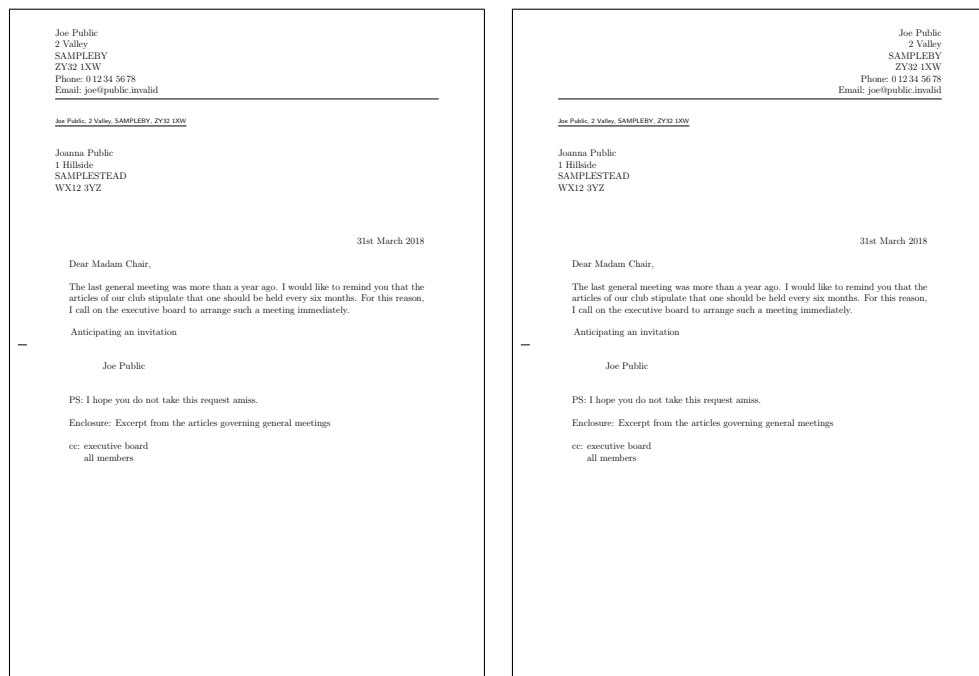 Joe Public
2 Valley
SAMPLEBY
ZY32 1XW
Phone: 0 12 34 56 78
Email: joe@public.invalid
Joe Public, 2 Valley, SAMPLEBY, ZY32 1XW
Joanna Public
1 Hillside
SAMPLESTEAD
WX12 3YZ
31st March 2018
Dear Madam Chair,
The last general meeting was more than a year ago. I would like to remind you that the
articles of our club stipulate that one should be held every six months. For this reason,
I call on the executive board to arrange such a meeting immediately.
Anticipating an invitation
Joe Public
PS: I hope you do not take this request amiss.
Enclosure: Excerpt from the articles governing general meetings
cc: executive board
all members
Joe Public
2 Valley
SAMPLEBY
ZY32 1XW
Phone: 0 12 34 56 78
Email: joe@public.invalid
Joe Public, 2 Valley, SAMPLEBY, ZY32 1XW
Joanna Public
1 Hillside
SAMPLESTEAD
WX12 3YZ
31st March 2018
Dear Madam Chair,
The last general meeting was more than a year ago. I would like to remind you that the
articles of our club stipulate that one should be held every six months. For this reason,
I call on the executive board to arrange such a meeting immediately.
Anticipating an invitation
Joe Public
PS: I hope you do not take this request amiss.
Enclosure: Excerpt from the articles governing general meetings
cc: executive board
all members